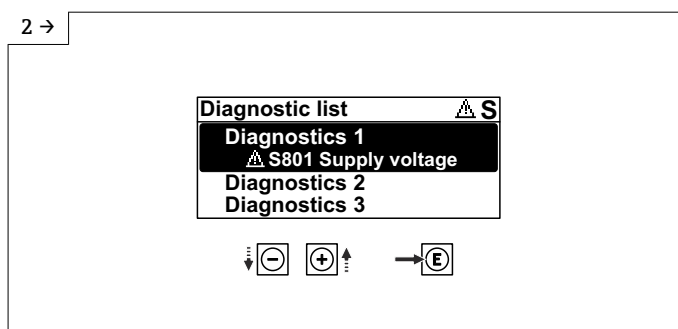 2 →
Diagnostic list ⚠ S
Diagnostics 1
⚠ S801 Supply voltage
Diagnostics 2
Diagnostics 3
− + E